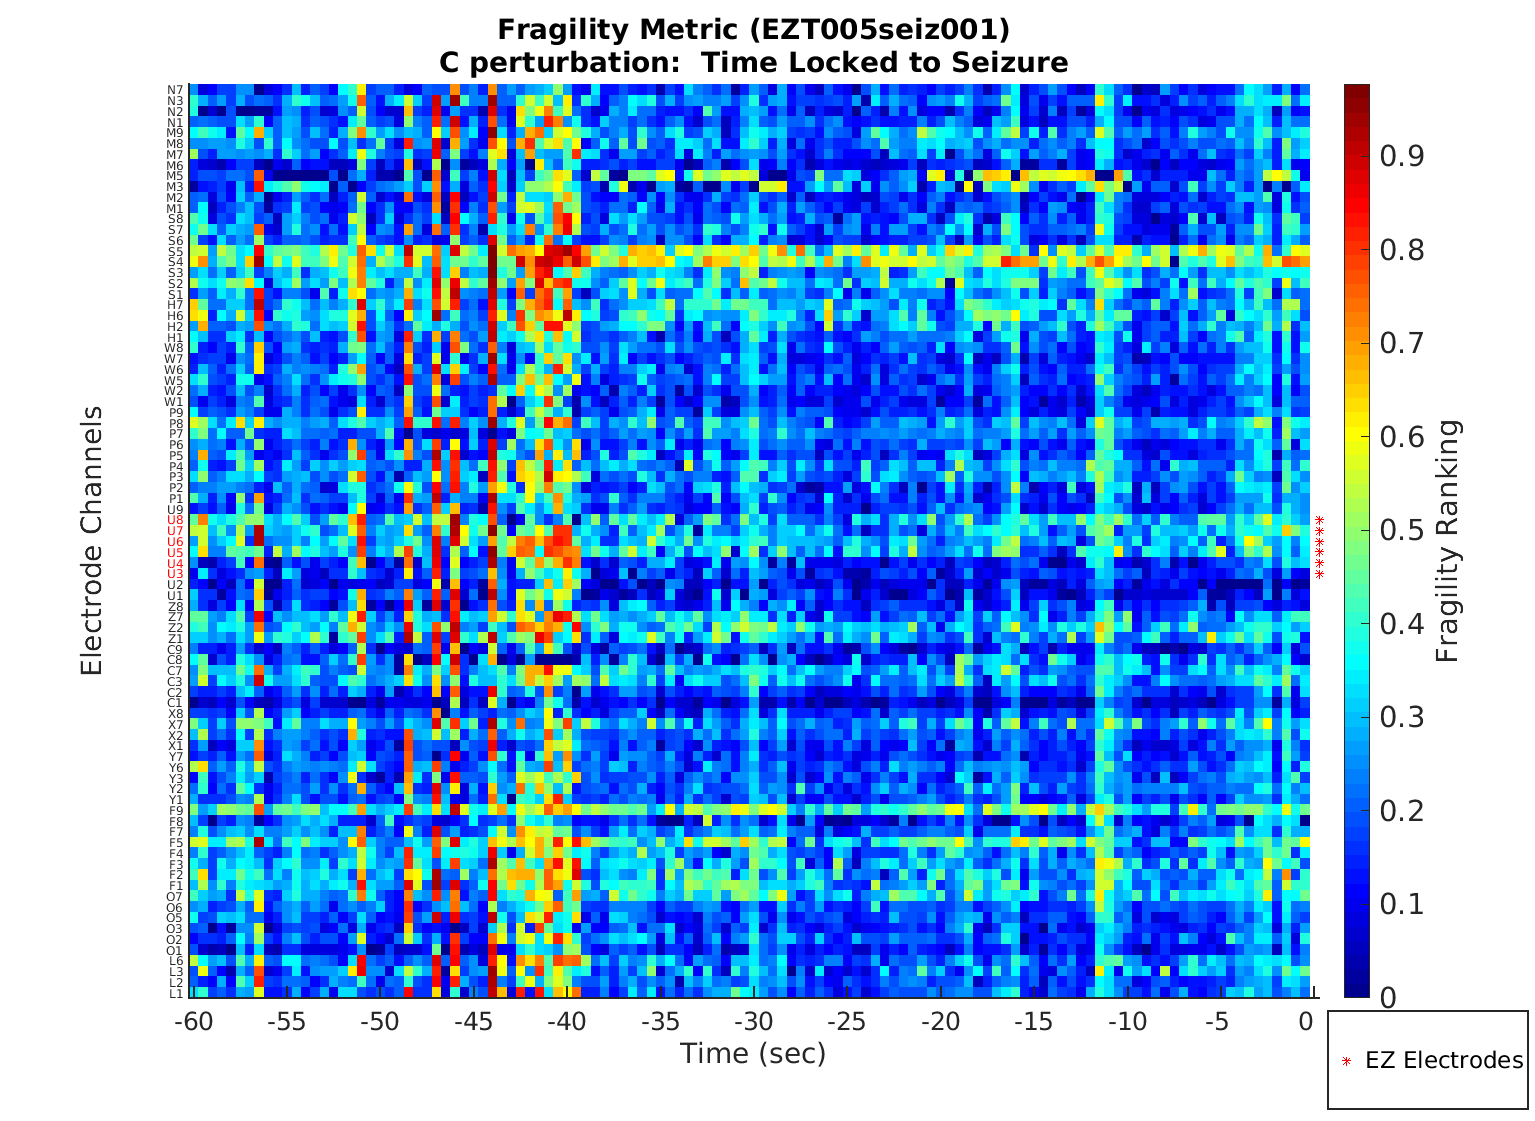 Fragility Metric (EZT005seiz001)
C perturbation: Time Locked to Seizure
Electrode Channels
N7
N3
N2
N1
M9
M8
M7
M6
M5
M3
M2
M1
S8
S7
S6
S5
S4
S3
S2
S1
H7
H6
H2
H1
W8
W7
W6
W5
W2
W1
P9
P8
P7
P6
P5
P4
P3
P2
P1
U9
U8
U7
U6
U5
U4
U3
U2
U1
Z8
Z7
Z2
Z1
C9
C8
C7
C3
C2
C1
X8
X7
X2
X1
Y7
Y6
Y3
Y2
Y1
F9
F8
F7
F5
F4
F3
F2
F1
O7
O6
O5
O3
O2
O1
L6
L3
L2
L1
-60 -55 -50 -45 -40 -35 -30 -25 -20 -15 -10 -5 0
Time (sec)
0.9
0.8
0.7
0.6
0.5
0.4
0.3
0.2
0.1
0
Fragility Ranking
* EZ Electrodes